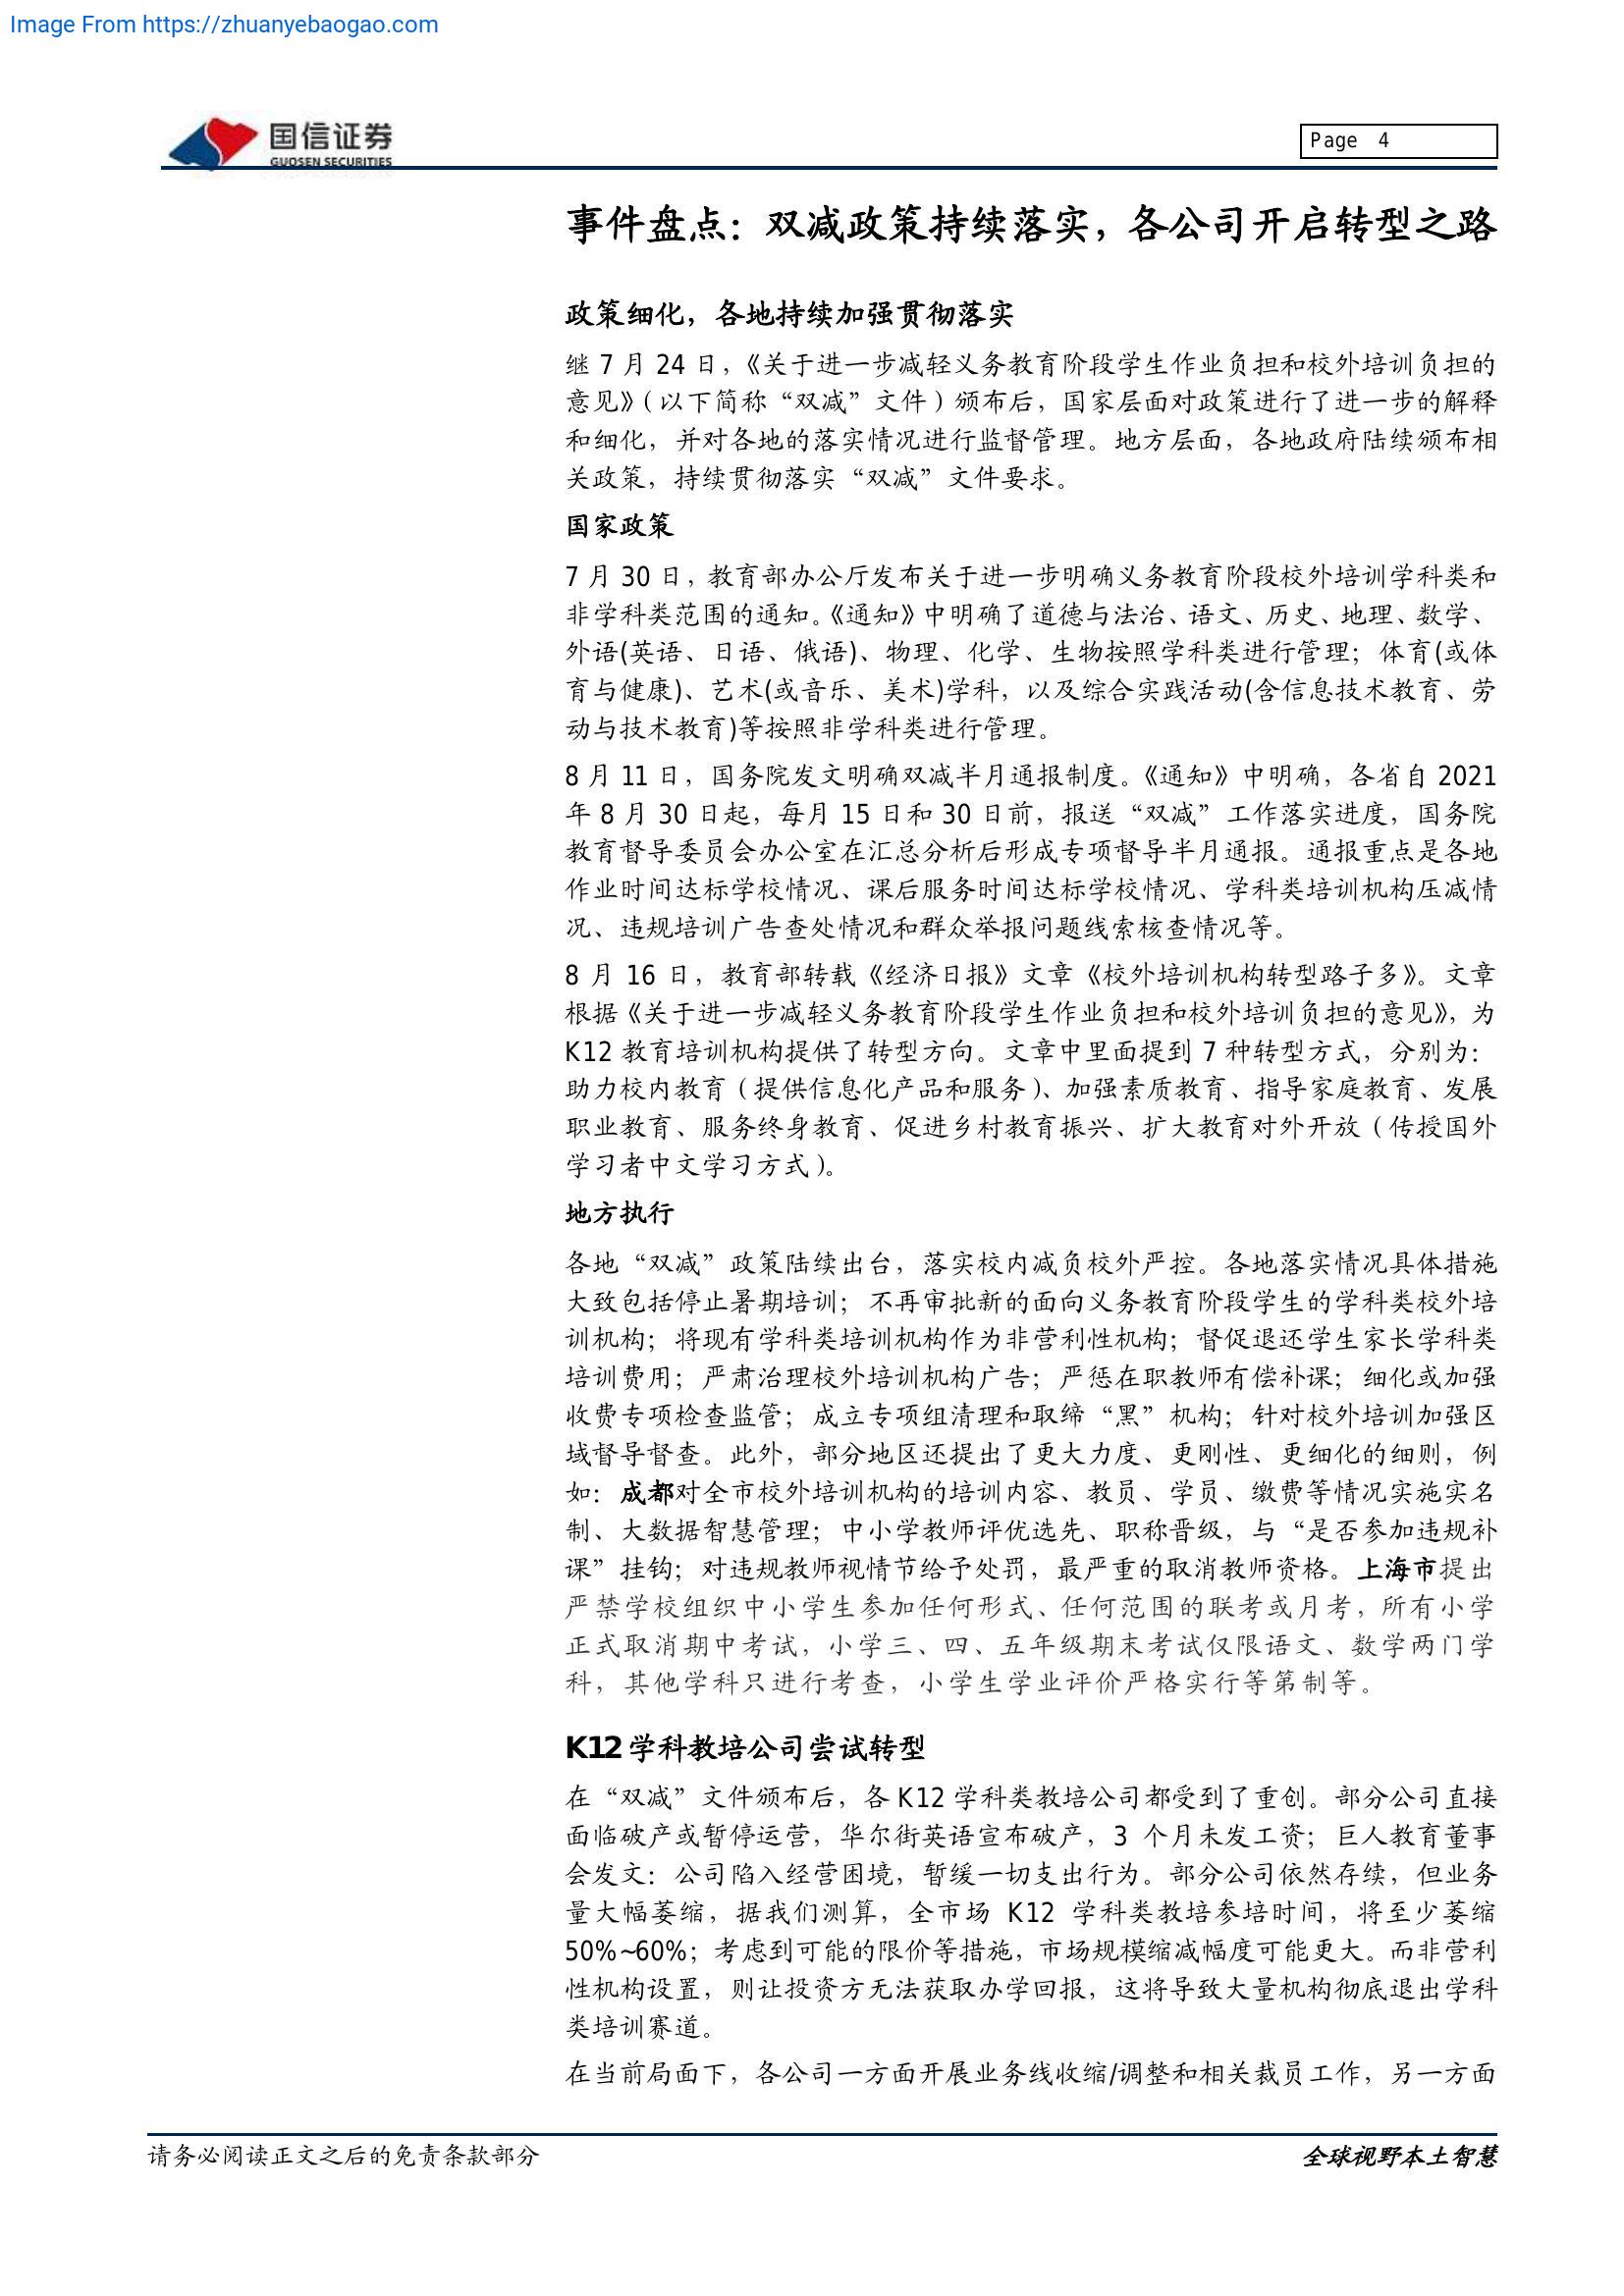 Image From https://zhuanyebaogao.com
国信证券
GUOSEN SECURITIES
Page 4
事件盘点：双减政策持续落实，各公司开启转型之路
政策细化，各地持续加强贯彻落实
继 7 月 24 日，《关于进一步减轻义务教育阶段学生作业负担和校外培训负担的
意见》（以下简称“双减”文件）颁布后，国家层面对政策进行了进一步的解释
和细化，并对各地的落实情况进行监督管理。地方层面，各地政府陆续颁布相
关政策，持续贯彻落实“双减”文件要求。
国家政策
7 月 30 日，教育部办公厅发布关于进一步明确义务教育阶段校外培训学科类和
非学科类范围的通知。《通知》中明确了道德与法治、语文、历史、地理、数学、
外语(英语、日语、俄语)、物理、化学、生物按照学科类进行管理；体育(或体
育与健康)、艺术(或音乐、美术)学科，以及综合实践活动(含信息技术教育、劳
动与技术教育)等按照非学科类进行管理。
8 月 11 日，国务院发文明确双减半月通报制度。《通知》中明确，各省自 2021
年 8 月 30 日起，每月 15 日和 30 日前，报送“双减”工作落实进度，国务院
教育督导委员会办公室在汇总分析后形成专项督导半月通报。通报重点是各地
作业时间达标学校情况、课后服务时间达标学校情况、学科类培训机构压减情
况、违规培训广告查处情况和群众举报问题线索核查情况等。
8 月 16 日，教育部转载《经济日报》文章《校外培训机构转型路子多》。文章
根据《关于进一步减轻义务教育阶段学生作业负担和校外培训负担的意见》，为
K12 教育培训机构提供了转型方向。文章中里面提到 7 种转型方式，分别为：
助力校内教育（提供信息化产品和服务）、加强素质教育、指导家庭教育、发展
职业教育、服务终身教育、促进乡村教育振兴、扩大教育对外开放（传授国外
学习者中文学习方式）。
地方执行
各地“双减”政策陆续出台，落实校内减负校外严控。各地落实情况具体措施
大致包括停止暑期培训；不再审批新的面向义务教育阶段学生的学科类校外培
训机构；将现有学科类培训机构作为非营利性机构；督促退还学生家长学科类
培训费用；严肃治理校外培训机构广告；严惩在职教师有偿补课；细化或加强
收费专项检查监管；成立专项组清理和取缔“黑”机构；针对校外培训加强区
域督导督查。此外，部分地区还提出了更大力度、更刚性、更细化的细则，例
如：成都对全市校外培训机构的培训内容、教员、学员、缴费等情况实施实名
制、大数据智慧管理；中小学教师评优选先、职称晋级，与“是否参加违规补
课”挂钩；对违规教师视情节给予处罚，最严重的取消教师资格。上海市提出
严禁学校组织中小学生参加任何形式、任何范围的联考或月考，所有小学
正式取消期中考试，小学三、四、五年级期末考试仅限语文、数学两门学
科，其他学科只进行考查，小学生学业评价严格实行等第制等。
K12 学科教培公司尝试转型
在“双减”文件颁布后，各 K12 学科类教培公司都受到了重创。部分公司直接
面临破产或暂停运营，华尔街英语宣布破产，3 个月未发工资；巨人教育董事
会发文：公司陷入经营困境，暂缓一切支出行为。部分公司依然存续，但业务
量大幅萎缩，据我们测算，全市场 K12 学科类教培参培时间，将至少萎缩
50%~60%；考虑到可能的限价等措施，市场规模缩减幅度可能更大。而非营利
性机构设置，则让投资方无法获取办学回报，这将导致大量机构彻底退出学科
类培训赛道。
在当前局面下，各公司一方面开展业务线收缩/调整和相关裁员工作，另一方面
请务必阅读正文之后的免责条款部分
全球视野本土智慧